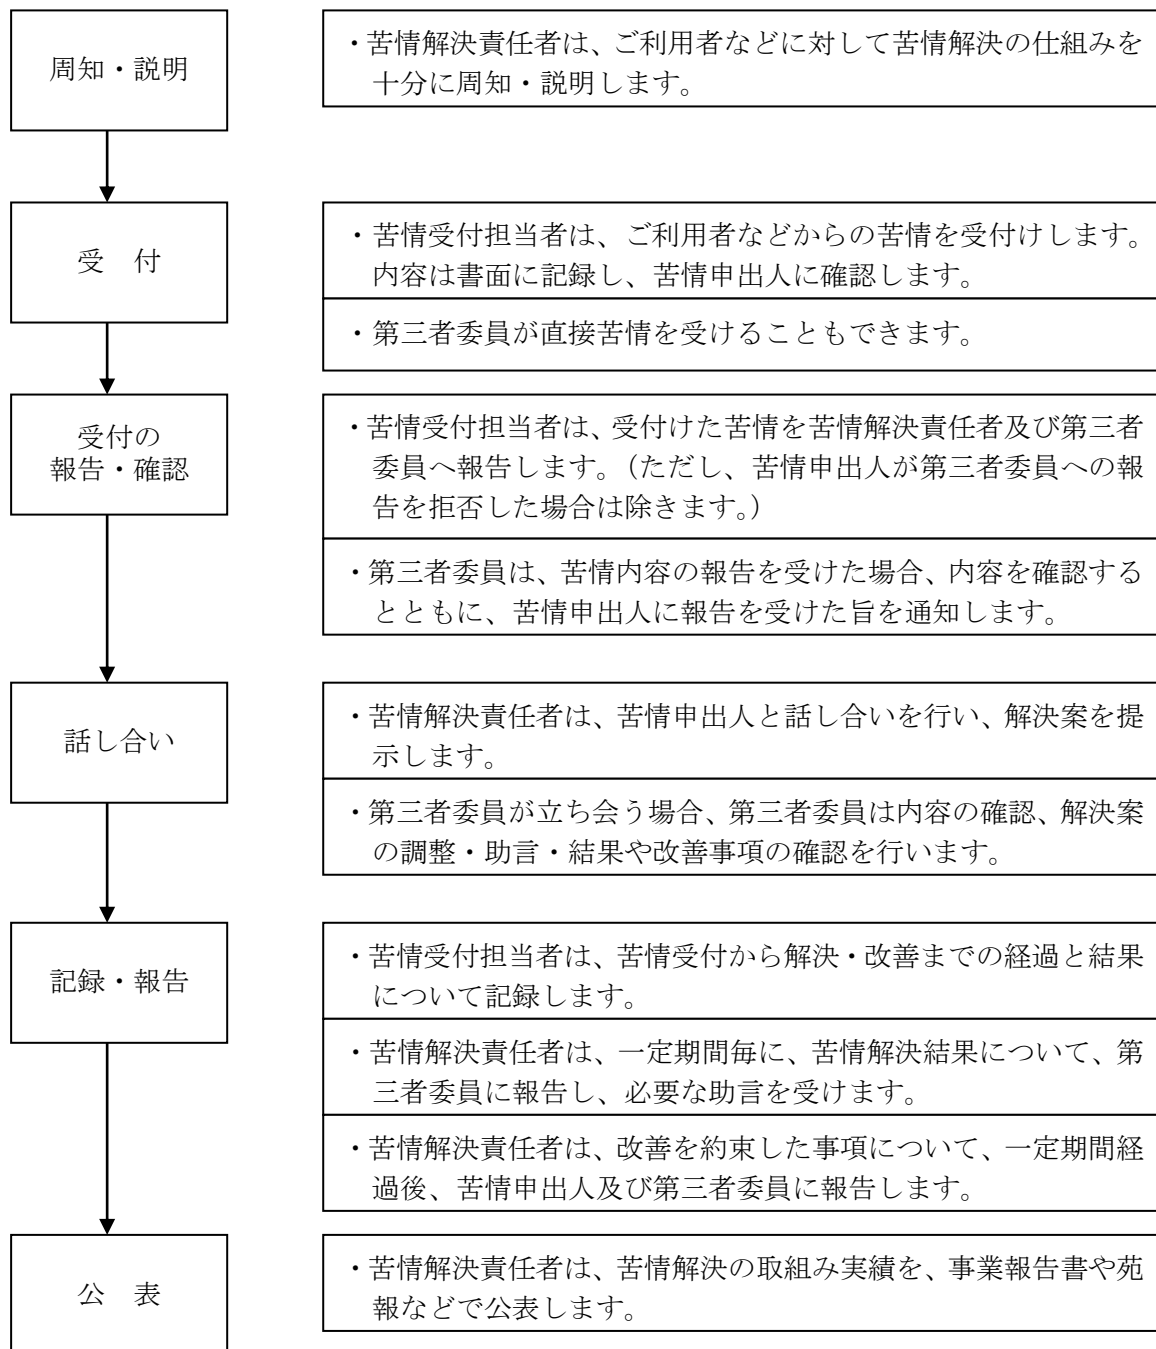 周知・説明
・苦情解決責任者は、ご利用者などに対して苦情解決の仕組みを
十分に周知・説明します。
受　付
・苦情受付担当者は、ご利用者などからの苦情を受付けします。
内容は書面に記録し、苦情申出人に確認します。
・第三者委員が直接苦情を受けることもできます。
受付の
報告・確認
・苦情受付担当者は、受付けた苦情を苦情解決責任者及び第三者
委員へ報告します。（ただし、苦情申出人が第三者委員への報
告を拒否した場合は除きます。）
・第三者委員は、苦情内容の報告を受けた場合、内容を確認する
とともに、苦情申出人に報告を受けた旨を通知します。
話し合い
・苦情解決責任者は、苦情申出人と話し合いを行い、解決案を提
示します。
・第三者委員が立ち会う場合、第三者委員は内容の確認、解決案
の調整・助言・結果や改善事項の確認を行います。
記録・報告
・苦情受付担当者は、苦情受付から解決・改善までの経過と結果
について記録します。
・苦情解決責任者は、一定期間毎に、苦情解決結果について、第
三者委員に報告し、必要な助言を受けます。
・苦情解決責任者は、改善を約束した事項について、一定期間経
過後、苦情申出人及び第三者委員に報告します。
公　表
・苦情解決責任者は、苦情解決の取組み実績を、事業報告書や苑
報などで公表します。